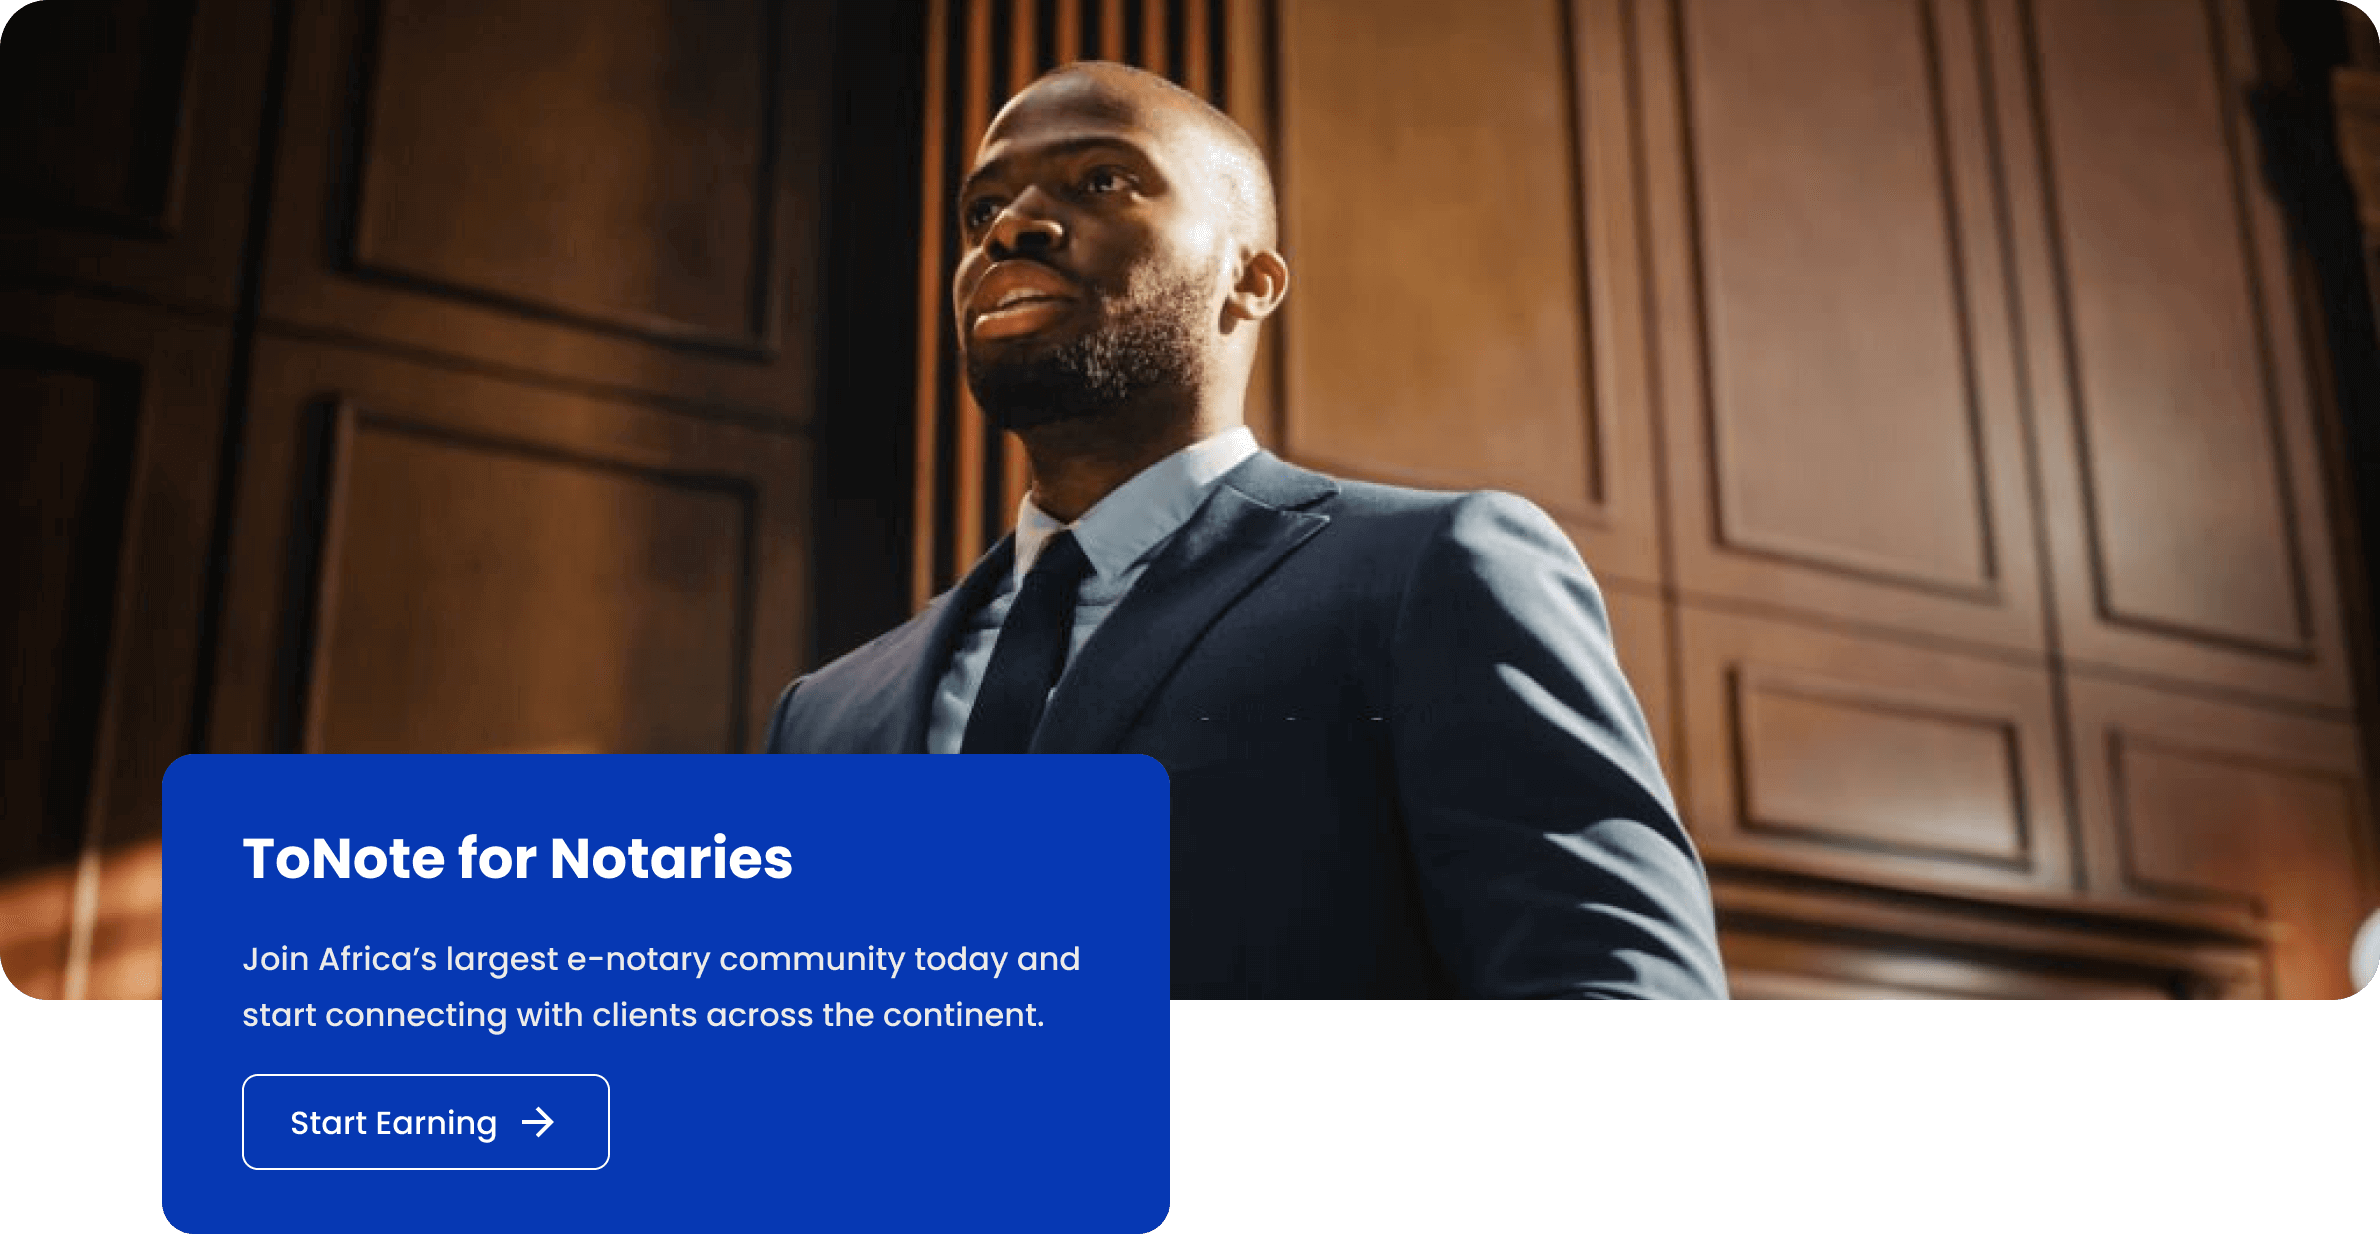 ToNote for Notaries
Join Africa’s largest e-notary community today and
start connecting with clients across the continent.
Start Earning